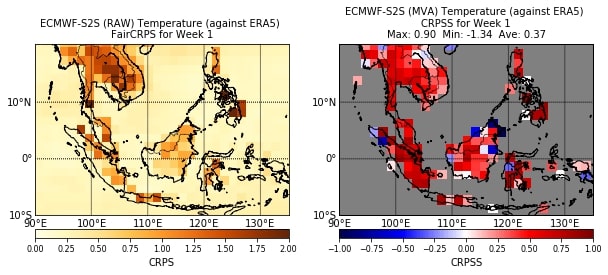 ECMWF-S2S (RAW) Temperature (against ERA5)
FairCRPS for Week 1
10°N
0°
10°S
90°E 100°E 110°E 120°E 130°E
0.00 0.25 0.50 0.75 1.00 1.25 1.50 1.75 2.00
CRPS
ECMWF-S2S (MVA) Temperature (against ERA5)
CRPSS for Week 1
Max: 0.90 Min: -1.34 Ave: 0.37
10°N
0°
10°S
90°E 100°E 110°E 120°E 130°E
−1.00 −0.75 −0.50 −0.25 0.00 0.25 0.50 0.75 1.00
CRPSS